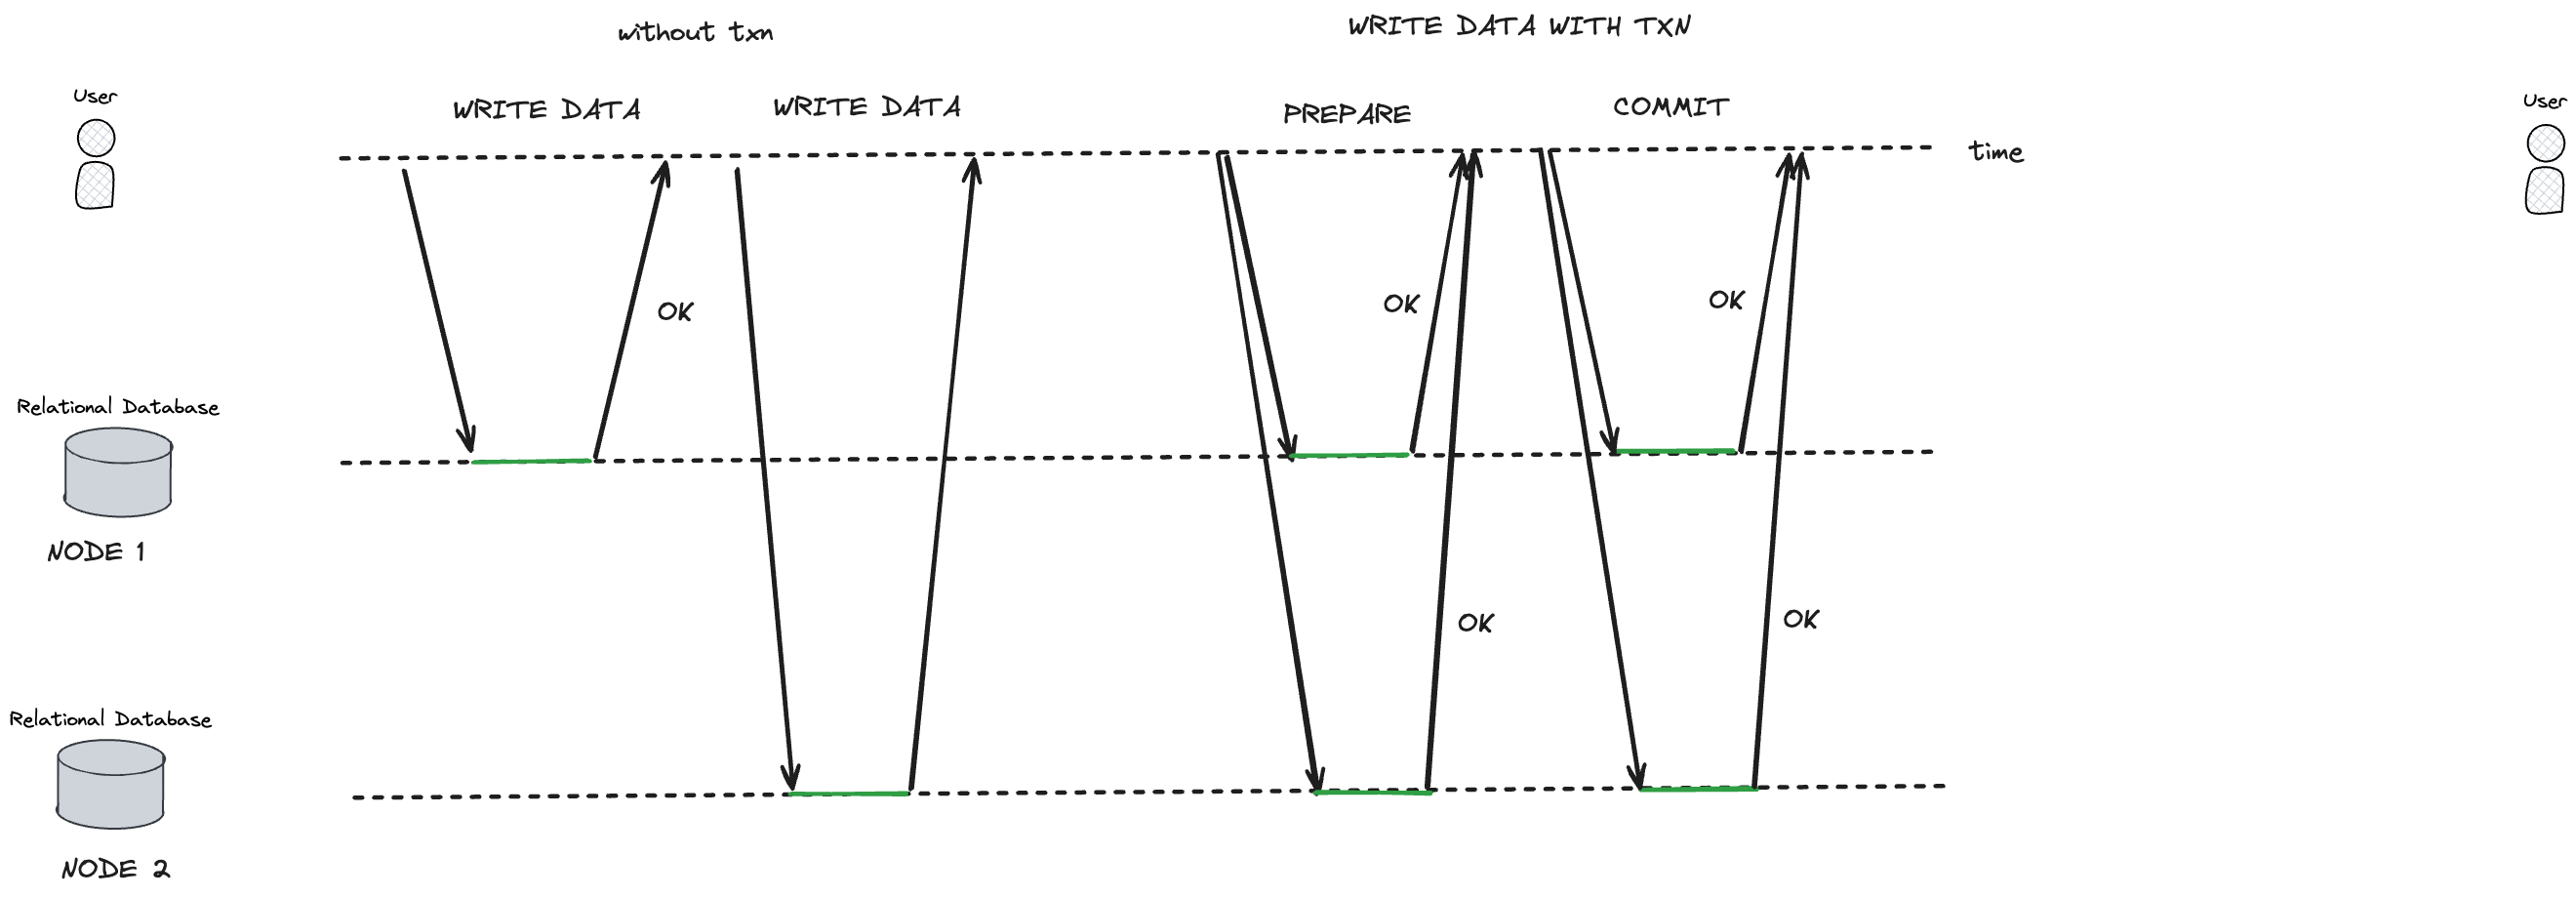 without txn
WRITE DATA WITH TXN
User
WRITE DATA
WRITE DATA
PREPARE
COMMIT
User
time
OK
OK
OK
Relational Database
NODE 1
OK
OK
Relational Database
NODE 2